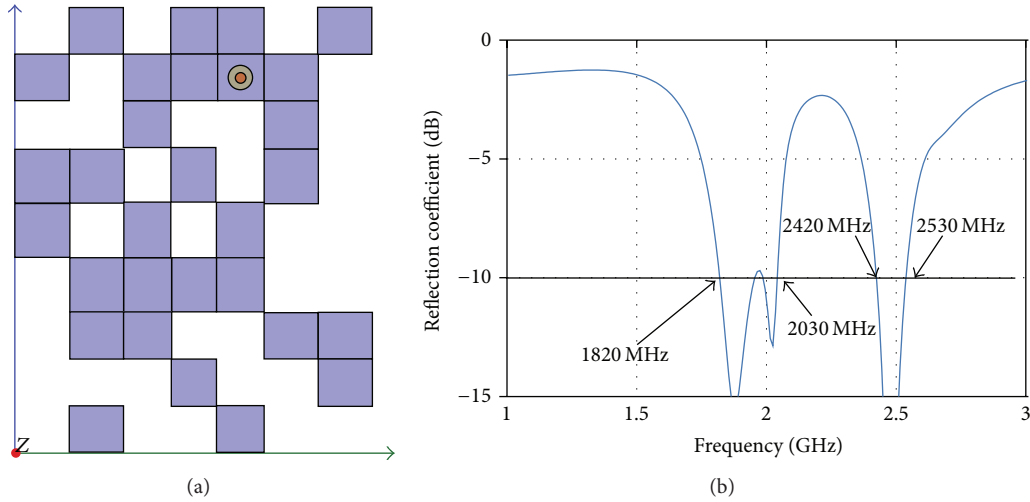 Z
(a)
Reflection coefficient (dB)
0
−5
−10
−15
2420 MHz
2530 MHz
1820 MHz
2030 MHz
1
1.5
2
2.5
3
Frequency (GHz)
(b)